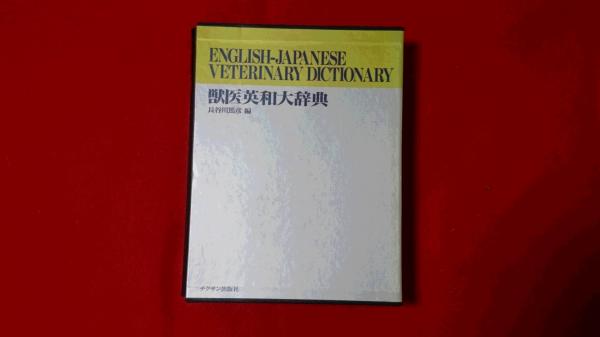 ENGLISH-JAPANESE
VETERINARY DICTIONARY
獣医英和大辞典
長谷川篤彦 編
チクサン出版社